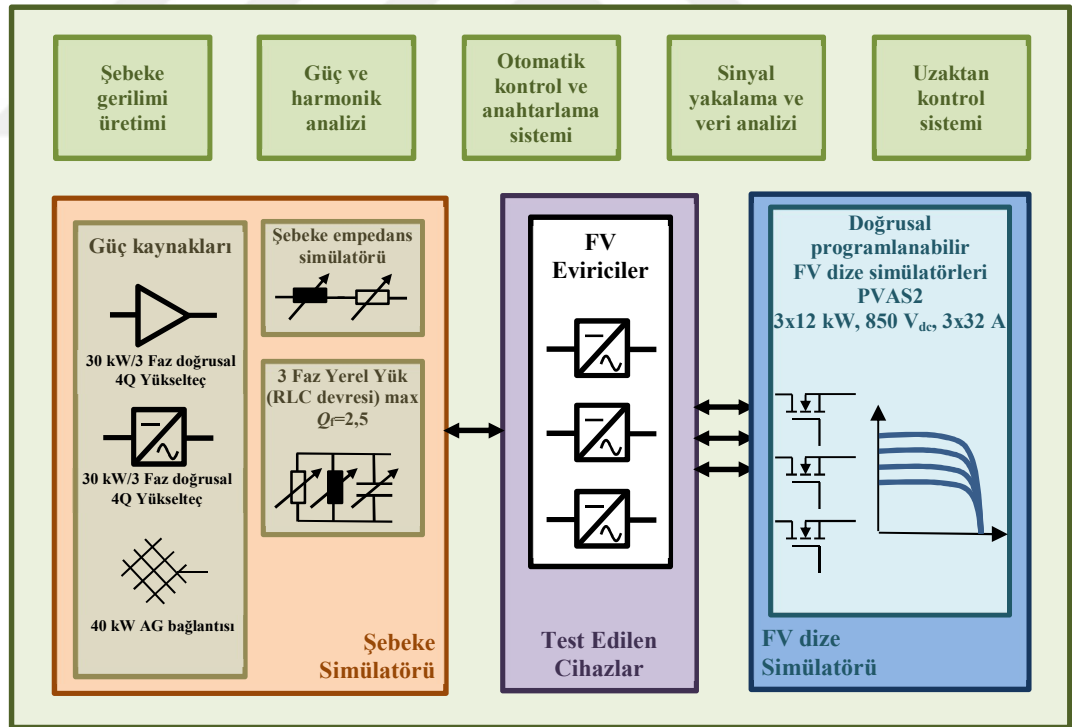 Şebeke
gerilimi
üretimi
Güç ve
harmonik
analizi
Otomatik
kontrol ve
anahtarlama
sistemi
Sinyal
yakalama ve
veri analizi
Uzaktan
kontrol
sistemi
Güç kaynakları
30 kW/3 Faz doğrusal
4Q Yükselteç
30 kW/3 Faz doğrusal
4Q Yükselteç
40 kW AG bağlantısı
Şebeke empedans
simülatörü
3 Faz Yerel Yük
(RLC devresi) max
Qf=2,5
Şebeke
Simülatörü
FV
Eviriciler
Test Edilen
Cihazlar
Doğrusal
programlanabilir
FV dize simülatörleri
PVAS2
3x12 kW, 850 Vdc, 3x32 A
FV dize
Simülatörü